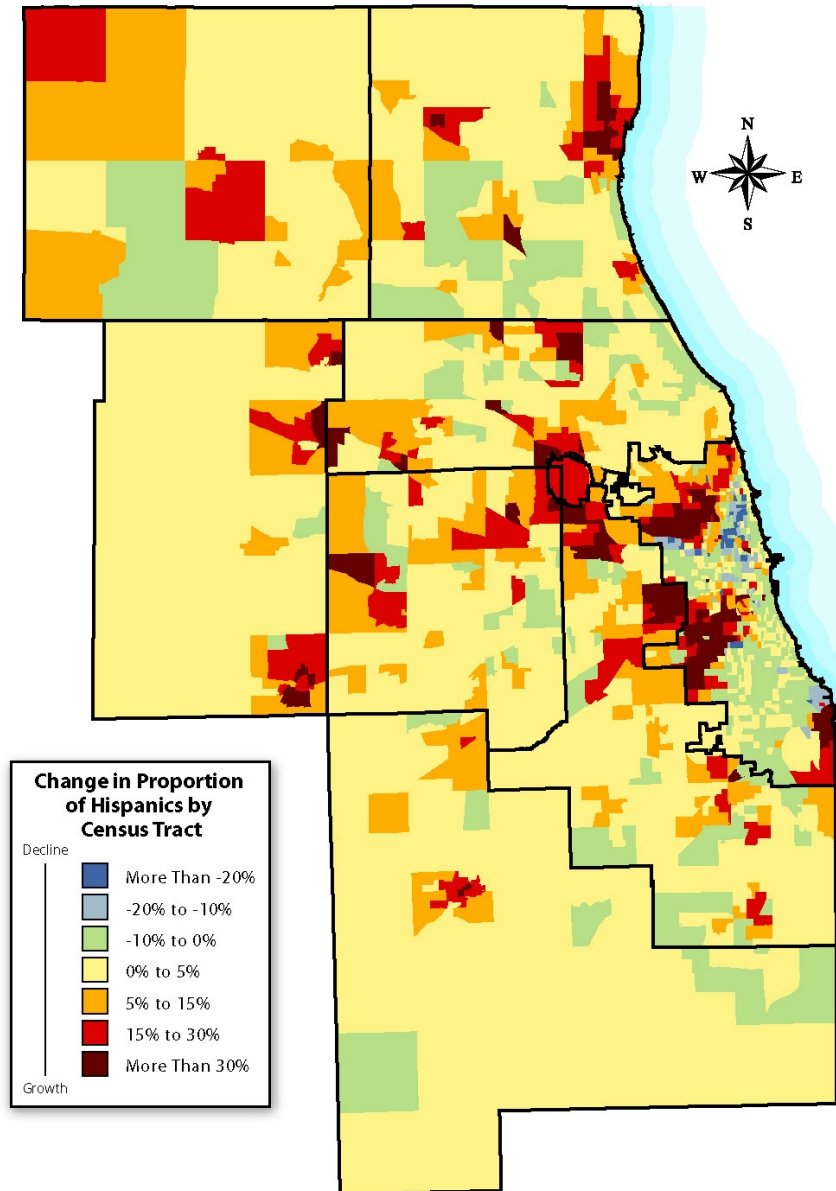 N
W E
S
Change in Proportion
of Hispanics by
Census Tract
Decline
More Than -20%
-20% to -10%
-10% to 0%
0% to 5%
5% to 15%
15% to 30%
More Than 30%
Growth